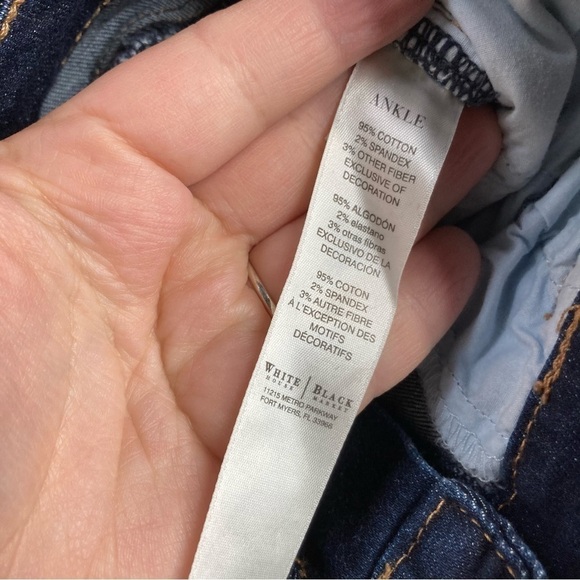 ANKLE
95% COTTON
2% SPANDEX
3% OTHER FIBER
EXCLUSIVE OF
DECORATION
95% ALGODÓN
2% elastano
3% otras fibras
EXCLUSIVO DE LA
DECORACIÓN
95% COTON
2% SPANDEX
3% AUTRE FIBRE
À L'EXCEPTION DES
MOTIFS
DÉCORATIFS
WHITE | BLACK
HOUSE | MARKET
11215 METRO PARKWAY
FORT MYERS, FL 33966